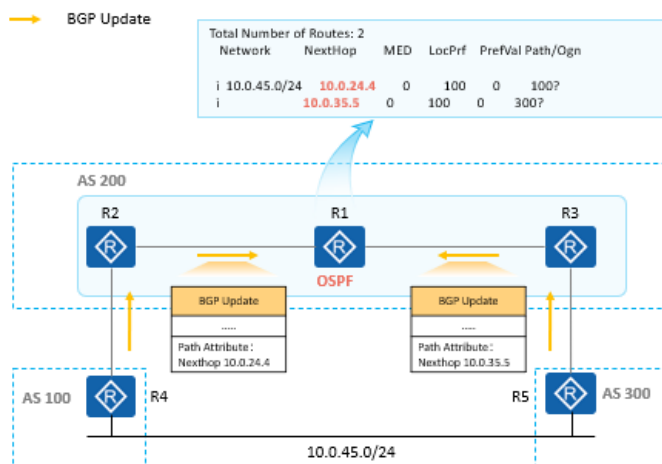 BGP Update
Total Number of Routes: 2
Network NextHop MED LocPrf PrefVal Path/Ogn
i 10.0.45.0/24 10.0.24.4 0 100 0 100?
i 10.0.35.5 0 100 0 300?
AS 200
R2 R1 R3
R R R
OSPF
BGP Update BGP Update
..... .....
Path Attribute: Path Attribute:
Nexthop 10.0.24.4 Nexthop 10.0.35.5
AS 100 R R4 R5 R AS 300
10.0.45.0/24